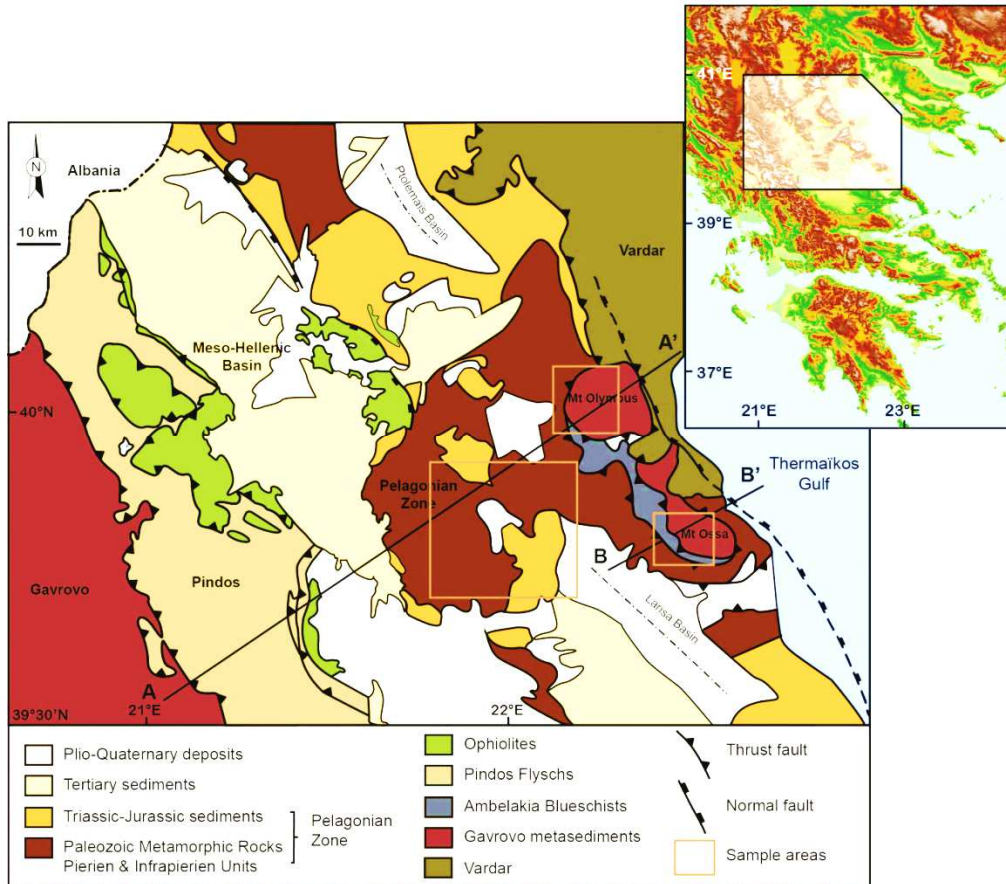 41°E
39°E
37°E
21°E
23°E
N
Albania
10 km
Ptolemais Basin
Vardar
Meso-Hellenic
Basin
A'
Mt Olympus
40°N
B'
Thermaïkos
Gulf
Pelagonian
Zone
Mt Ossa
B
Gavrovo
Pindos
Larisa Basin
A
39°30'N
21°E
22°E
Plio-Quaternary deposits
Tertiary sediments
Triassic-Jurassic sediments
Paleozoic Metamorphic Rocks
Pierien & Infrapierien Units
Pelagonian
Zone
Ophiolites
Pindos Flyschs
Ambelakia Blueschists
Gavrovo metasediments
Vardar
Thrust fault
Normal fault
Sample areas